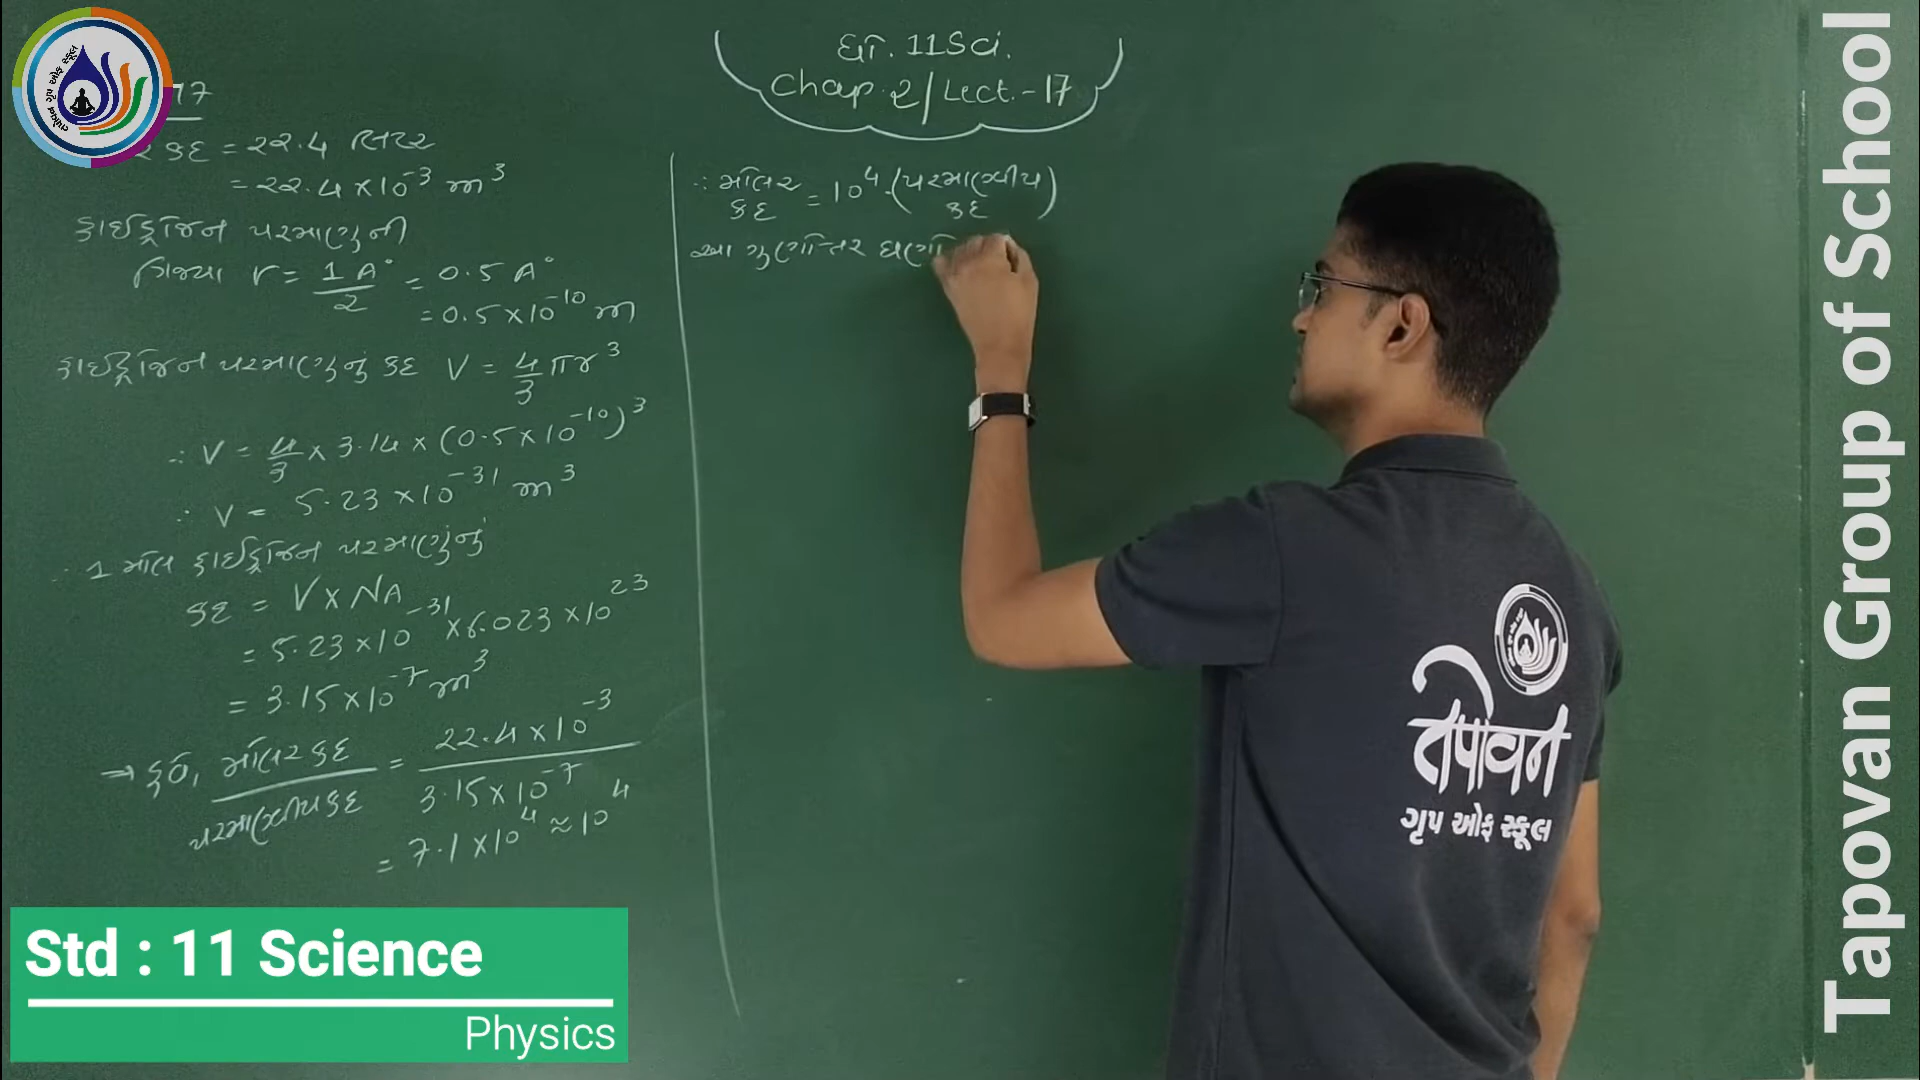 ધો. 11 Sci.
Chap. 2 / Lect. - 17
17
કદ = 22.4 લિટર
= 22.4 × 10⁻³ m³
હાઈડ્રોજન પરમાણુની
ત્રિજ્યા r = 1 A° / 2 = 0.5 A°
= 0.5 × 10⁻¹⁰ m
હાઈડ્રોજન પરમાણુનું કદ V = 4/3 πr³
∴ V = 4/3 × 3.14 × (0.5 × 10⁻¹⁰)³
∴ V = 5.23 × 10⁻³¹ m³
∴ 1 મોલ હાઈડ્રોજન પરમાણુનું
કદ = V × NA
= 5.23 × 10⁻³¹ × 6.023 × 10²³
= 3.15 × 10⁻⁷ m³
⇒ હવે, મોલર કદ / પરમાણ્વીય કદ = 22.4 × 10⁻³ / 3.15 × 10⁻⁷
= 7.1 × 10⁴ ≈ 10⁴
∴ મોલર કદ = 10⁴ . (પરમાણ્વીય કદ)
આ ગુણોત્તર ઘણો
તપોવન
ગૃપ ઓફ સ્કૂલ
Std : 11 Science
Physics
Tapovan Group of School
તપોવન ગૃપ ઓફ સ્કૂલ